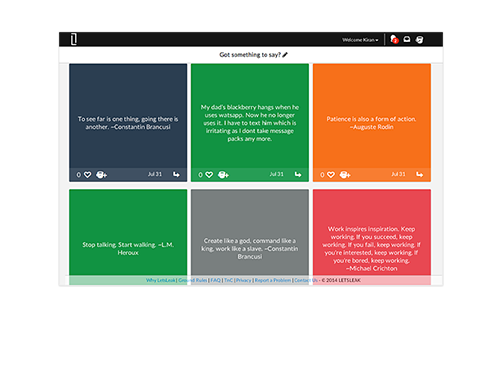 Welcome Kiran
Got something to say?
To see far is one thing, going there is
another. ~Constantin Brancusi
0
Jul 31
My dad's blackberry hangs when he
uses watsapp. Now he no longer
uses it. I have to text him which is
irritating as I dont take message
packs any more.
0
Jul 31
Patience is also a form of action.
~Auguste Rodin
0
Jul 31
Stop talking. Start walking. ~L.M.
Heroux
Create like a god, command like a
king, work like a slave. ~Constantin
Brancusi
Work inspires inspiration. Keep
working. If you succeed, keep
working. If you fail, keep working. If
you're interested, keep working. If
you're bored, keep working.
~Michael Crichton
Why LetsLeak | Ground Rules | FAQ | TnC | Privacy | Report a Problem | Contact Us - © 2014 LETSLEAK